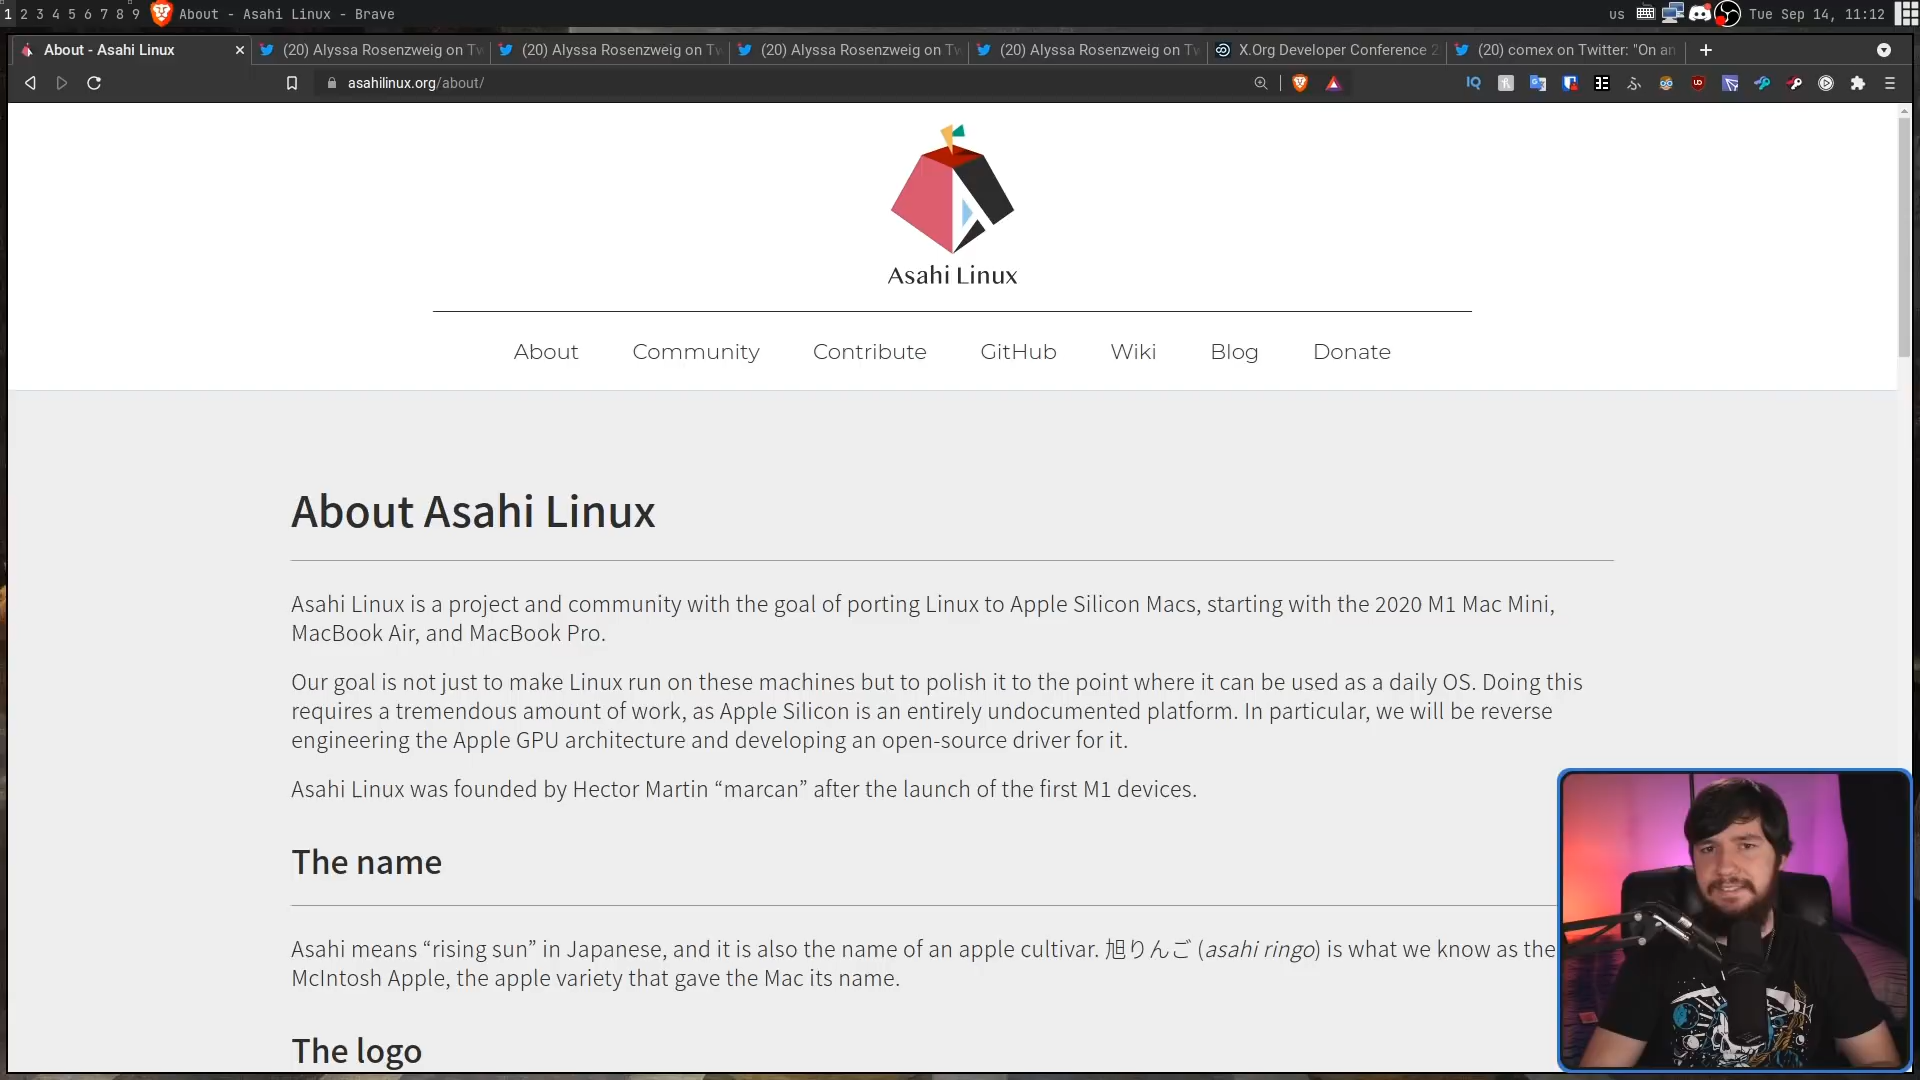 1 2 3 4 5 6 7 8 9 About - Asahi Linux - Brave us Tue Sep 14, 11:12
About - Asahi Linux (20) Alyssa Rosenzweig on Tw (20) Alyssa Rosenzweig on Tw (20) Alyssa Rosenzweig on Tw (20) Alyssa Rosenzweig on Tw X.Org Developer Conference 2 (20) comex on Twitter: "On an
asahilinux.org/about/
Asahi Linux
About Community Contribute GitHub Wiki Blog Donate
About Asahi Linux
Asahi Linux is a project and community with the goal of porting Linux to Apple Silicon Macs, starting with the 2020 M1 Mac Mini,
MacBook Air, and MacBook Pro.
Our goal is not just to make Linux run on these machines but to polish it to the point where it can be used as a daily OS. Doing this
requires a tremendous amount of work, as Apple Silicon is an entirely undocumented platform. In particular, we will be reverse
engineering the Apple GPU architecture and developing an open-source driver for it.
Asahi Linux was founded by Hector Martin “marcan” after the launch of the first M1 devices.
The name
Asahi means “rising sun” in Japanese, and it is also the name of an apple cultivar. 旭りんご (asahi ringo) is what we know as the
McIntosh Apple, the apple variety that gave the Mac its name.
The logo